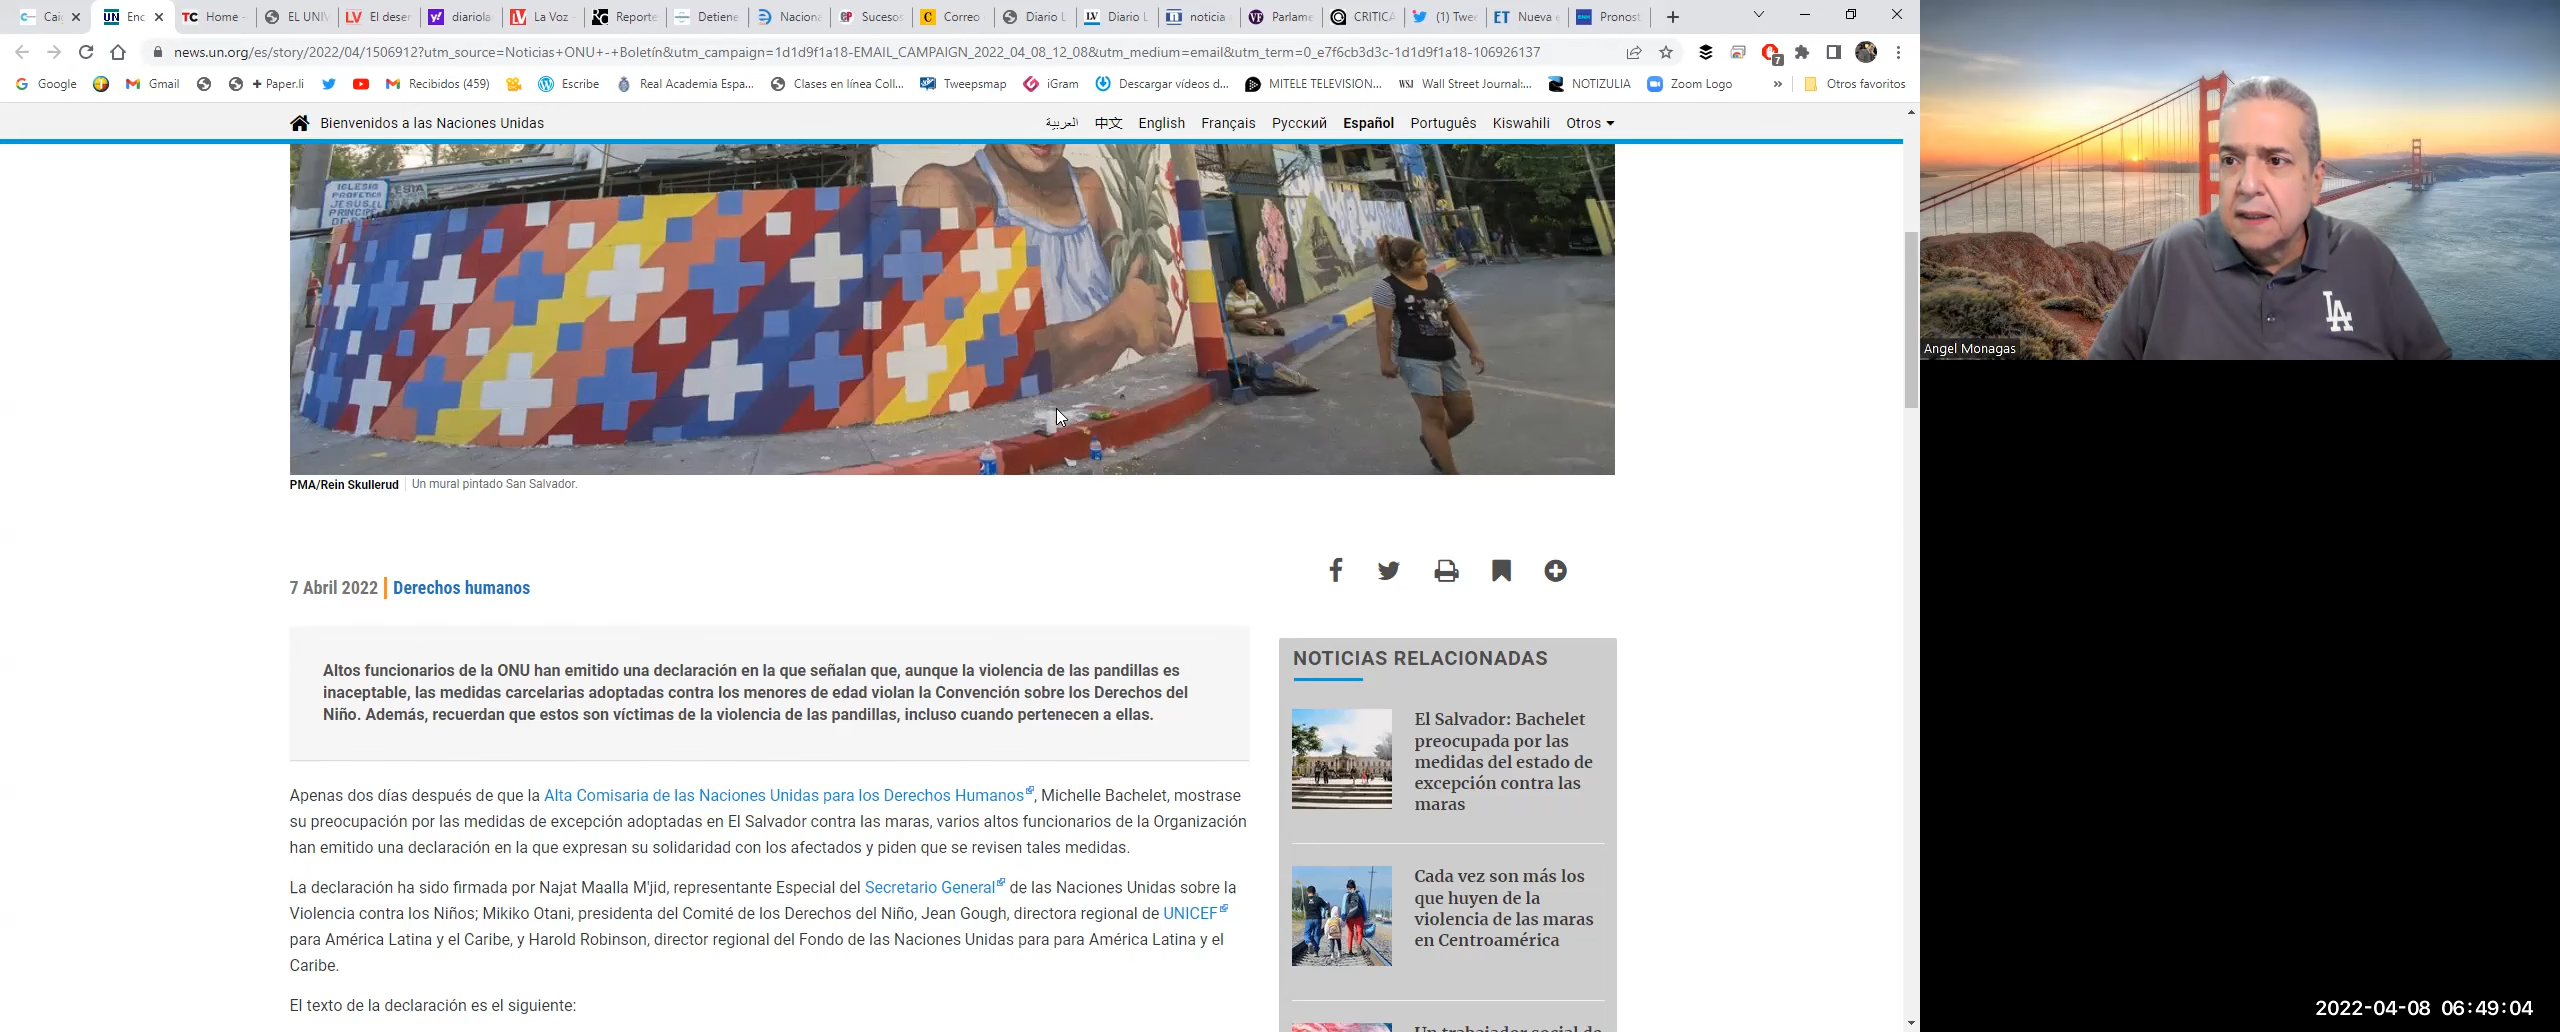 Caig
Enc
Home -
EL UNIV
El deser
diariola
La Voz
Reporte
Detiene
Naciona
Sucesos
Correo
Diario L
Diario L
noticia
Parlame
CRITICA
(1) Twe
Nueva e
Pronost
news.un.org/es/story/2022/04/1506912?utm_source=Noticias+ONU+-+Boletín&utm_campaign=1d1d9f1a18-EMAIL_CAMPAIGN_2022_04_08_12_08&utm_medium=email&utm_term=0_e7f6cb3d3c-1d1d9f1a18-106926137
7
Google Gmail + Paper.li Recibidos (459) Escribe Real Academia Espa... Clases en línea Coll... Tweepsmap iGram Descargar vídeos d... MITELE TELEVISION... WSJ Wall Street Journal:... NOTIZULIA Zoom Logo » Otros favoritos
Bienvenidos a las Naciones Unidas
العربية 中文 English Français Русский Español Português Kiswahili Otros
IGLESIA
PROFETICA
JESUS EL
PRINCIPE
PMA/Rein Skullerud Un mural pintado San Salvador.
7 Abril 2022 Derechos humanos
Altos funcionarios de la ONU han emitido una declaración en la que señalan que, aunque la violencia de las pandillas es
inaceptable, las medidas carcelarias adoptadas contra los menores de edad violan la Convención sobre los Derechos del
Niño. Además, recuerdan que estos son víctimas de la violencia de las pandillas, incluso cuando pertenecen a ellas.
Apenas dos días después de que la Alta Comisaria de las Naciones Unidas para los Derechos Humanos, Michelle Bachelet, mostrase
su preocupación por las medidas de excepción adoptadas en El Salvador contra las maras, varios altos funcionarios de la Organización
han emitido una declaración en la que expresan su solidaridad con los afectados y piden que se revisen tales medidas.
La declaración ha sido firmada por Najat Maalla M'jid, representante Especial del Secretario General de las Naciones Unidas sobre la
Violencia contra los Niños; Mikiko Otani, presidenta del Comité de los Derechos del Niño, Jean Gough, directora regional de UNICEF
para América Latina y el Caribe, y Harold Robinson, director regional del Fondo de las Naciones Unidas para para América Latina y el
Caribe.
El texto de la declaración es el siguiente:
NOTICIAS RELACIONADAS
El Salvador: Bachelet
preocupada por las
medidas del estado de
excepción contra las
maras
Cada vez son más los
que huyen de la
violencia de las maras
en Centroamérica
Un trabajador social de
LA
Angel Monagas
2022-04-08 06:49:04